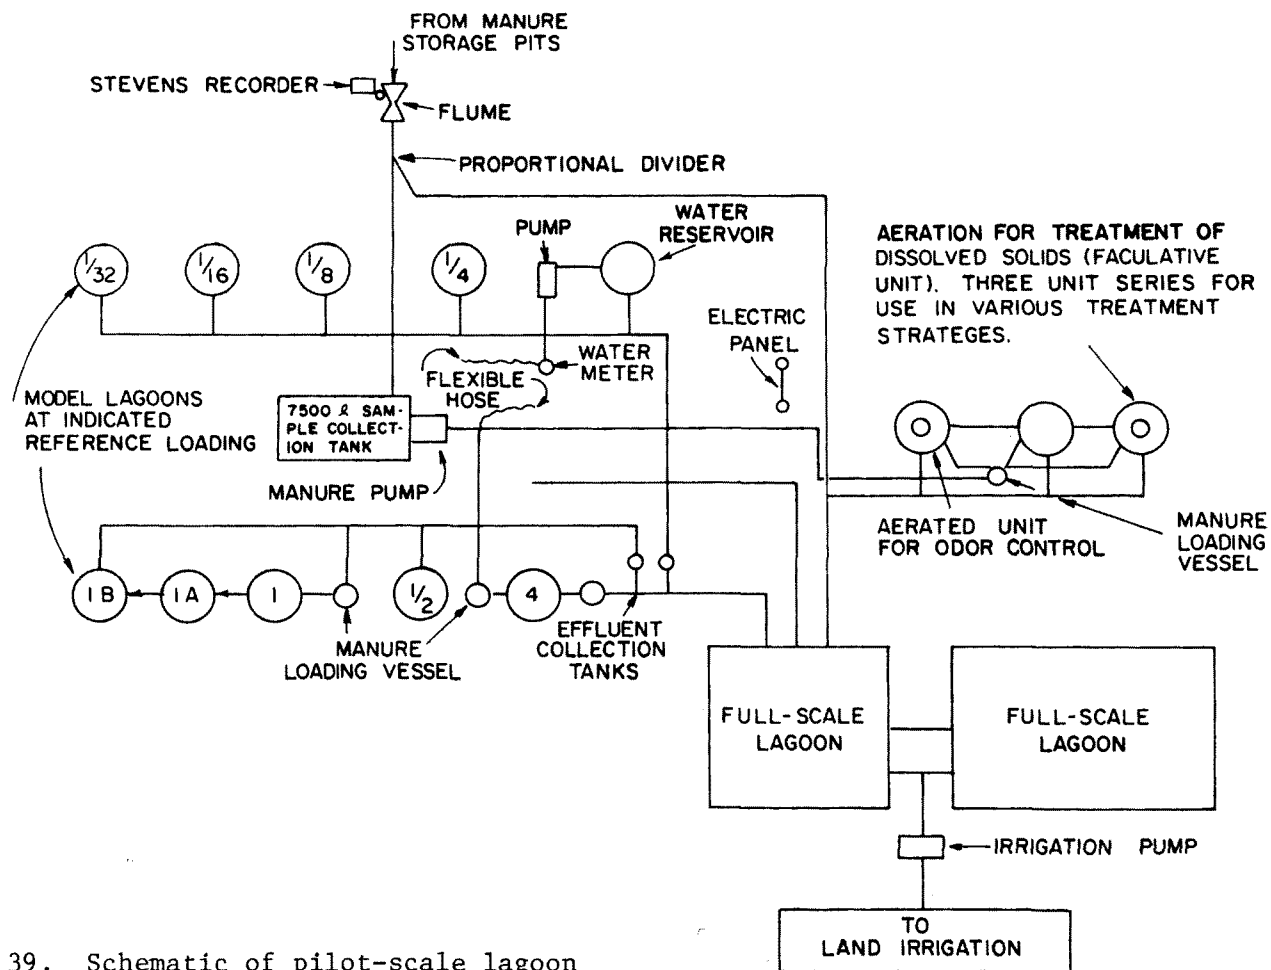 FROM MANURE
STORAGE PITS
STEVENS RECORDER
FLUME
PROPORTIONAL DIVIDER
WATER
RESERVOIR
PUMP
AERATION FOR TREATMENT OF
DISSOLVED SOLIDS (FACULATIVE
UNIT). THREE UNIT SERIES FOR
USE IN VARIOUS TREATMENT
STRATEGES.
1/32
1/16
1/8
1/4
ELECTRIC
PANEL
WATER
METER
FLEXIBLE
HOSE
MODEL LAGOONS
AT INDICATED
REFERENCE LOADING
7500 ℓ SAM-
PLE COLLECT-
ION TANK
MANURE PUMP
AERATED UNIT
FOR ODOR CONTROL
MANURE
LOADING
VESSEL
1B
1A
1
1/2
4
MANURE
LOADING VESSEL
EFFLUENT
COLLECTION
TANKS
FULL-SCALE
LAGOON
FULL-SCALE
LAGOON
IRRIGATION PUMP
TO
LAND IRRIGATION
39. Schematic of pilot-scale lagoon